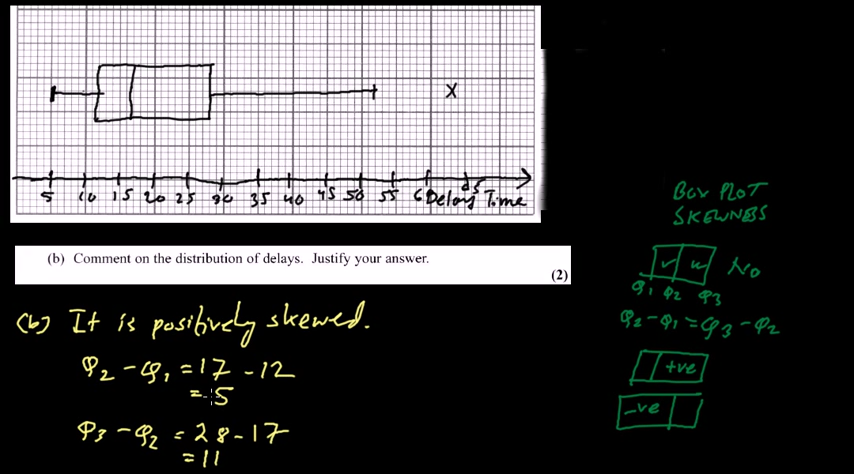 X
5 10 15 20 25 30 35 40 45 50 55 60 65
Delay Time
(b) Comment on the distribution of delays. Justify your answer.
(2)
(b) It is positively skewed.
Q2 - Q1 = 17 - 12
= 5
Q3 - Q2 = 28 - 17
= 11
BOX PLOT
SKEWNESS
No
Q1 Q2 Q3
Q2 - Q1 = Q3 - Q2
+ve
-ve